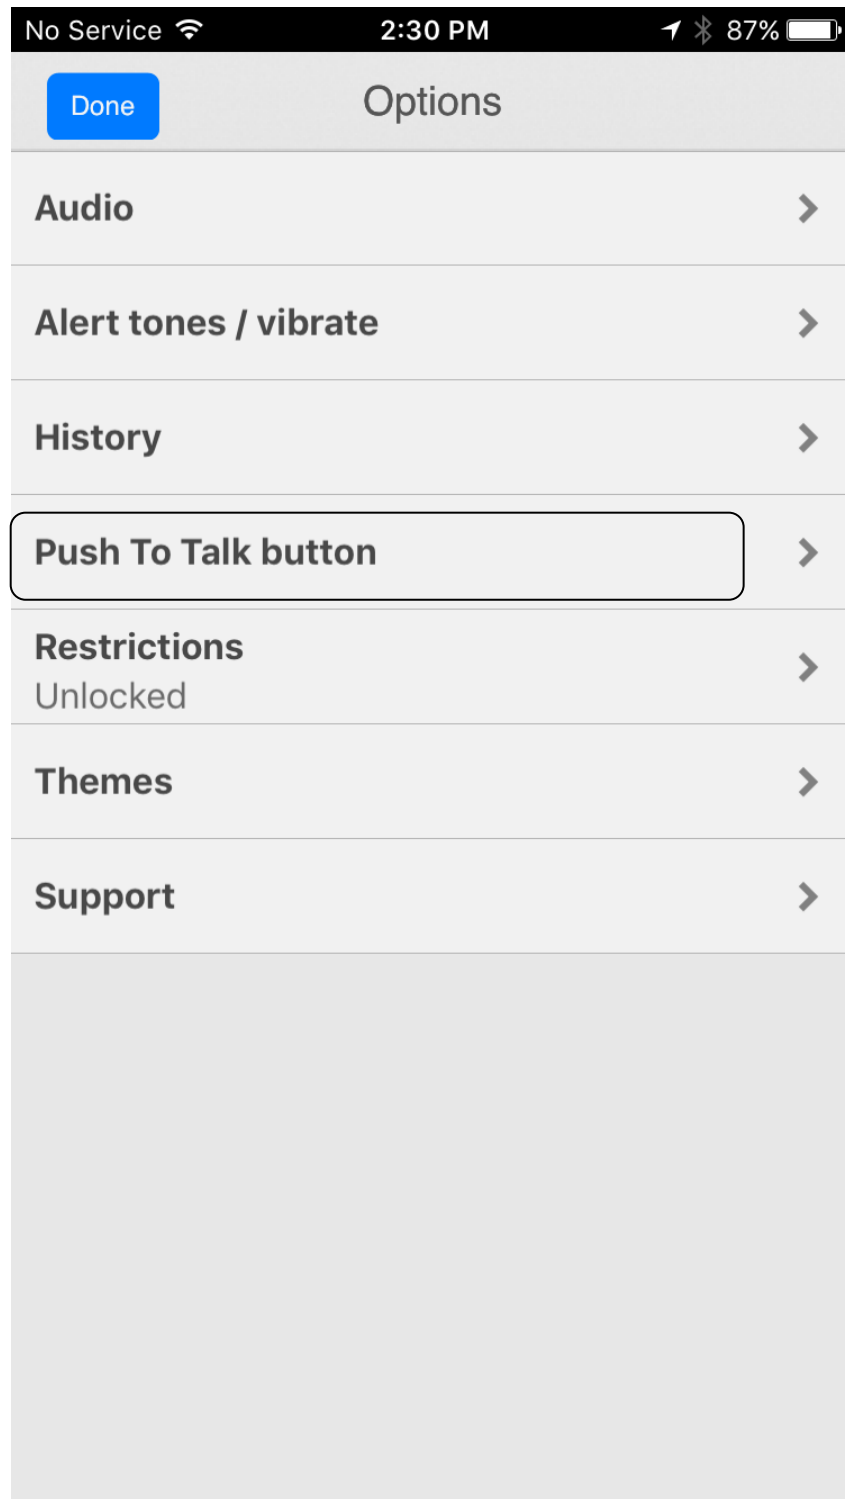 No Service 2:30 PM 87%
Done Options
Audio
Alert tones / vibrate
History
Push To Talk button
Restrictions
Unlocked
Themes
Support